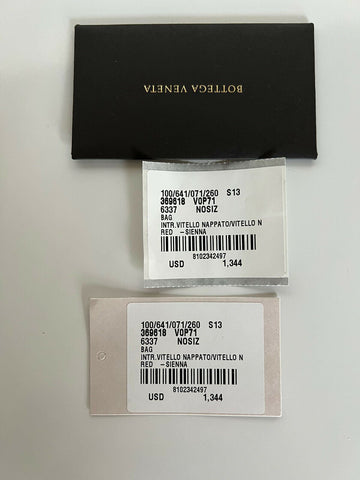 BOTTEGA VENETA
100/641/071/260 S13
369618 V0P71
6337 NOSIZ
BAG
INTR.VITELLO NAPPATO/VITELLO N
RED -SIENNA
8102342497
USD 1,344
100/641/071/260 S13
369618 V0P71
6337 NOSIZ
BAG
INTR.VITELLO NAPPATO/VITELLO N
RED -SIENNA
8102342497
USD 1,344